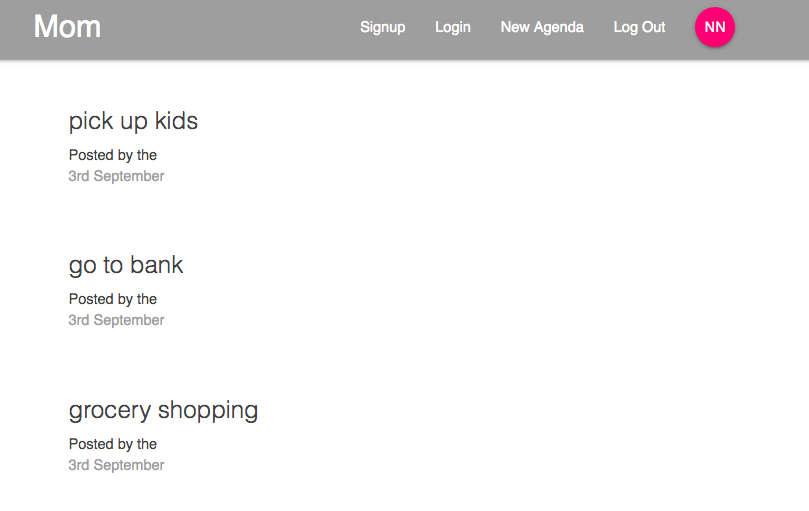 Mom
Signup Login New Agenda Log Out NN
pick up kids
Posted by the
3rd September
go to bank
Posted by the
3rd September
grocery shopping
Posted by the
3rd September